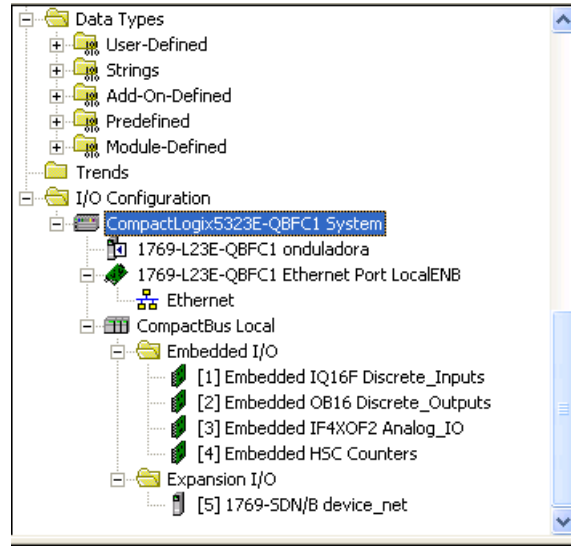 Data Types
User-Defined
Strings
Add-On-Defined
Predefined
Module-Defined
Trends
I/O Configuration
CompactLogix5323E-QBFC1 System
1769-L23E-QBFC1 onduladora
1769-L23E-QBFC1 Ethernet Port LocalENB
Ethernet
CompactBus Local
Embedded I/O
[1] Embedded IQ16F Discrete_Inputs
[2] Embedded OB16 Discrete_Outputs
[3] Embedded IF4XOF2 Analog_IO
[4] Embedded HSC Counters
Expansion I/O
[5] 1769-SDN/B device_net